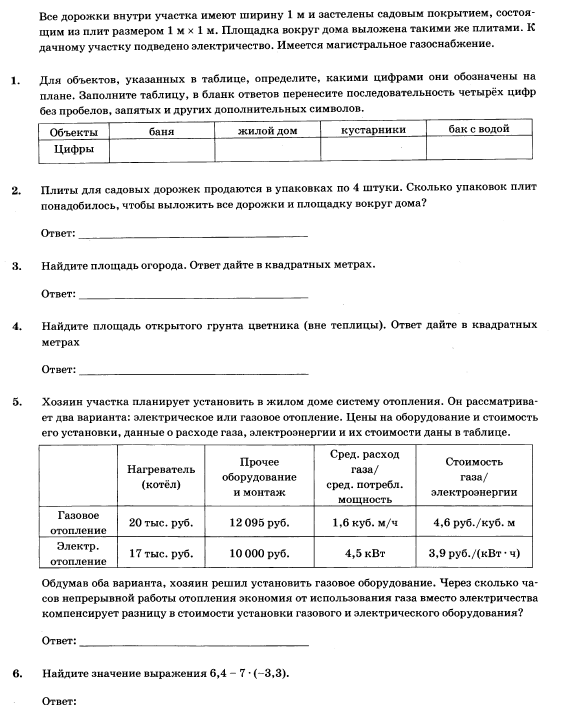 Все дорожки внутри участка имеют ширину 1 м и застелены садовым покрытием, состоя-
щим из плит размером 1 м × 1 м. Площадка вокруг дома выложена такими же плитами. К
дачному участку подведено электричество. Имеется магистральное газоснабжение.
1. Для объектов, указанных в таблице, определите, какими цифрами они обозначены на
плане. Заполните таблицу, в бланк ответов перенесите последовательность четырёх цифр
без пробелов, запятых и других дополнительных символов.
Объекты баня жилой дом кустарники бак с водой
Цифры
2. Плиты для садовых дорожек продаются в упаковках по 4 штуки. Сколько упаковок плит
понадобилось, чтобы выложить все дорожки и площадку вокруг дома?
Ответ:
3. Найдите площадь огорода. Ответ дайте в квадратных метрах.
Ответ:
4. Найдите площадь открытого грунта цветника (вне теплицы). Ответ дайте в квадратных
метрах
Ответ:
5. Хозяин участка планирует установить в жилом доме систему отопления. Он рассматрива-
ет два варианта: электрическое или газовое отопление. Цены на оборудование и стоимость
его установки, данные о расходе газа, электроэнергии и их стоимости даны в таблице.
Нагреватель
(котёл)
Прочее
оборудование
и монтаж
Сред. расход
газа/
сред. потребл.
мощность
Стоимость
газа/
электроэнергии
Газовое
отопление
20 тыс. руб. 12 095 руб. 1,6 куб. м/ч 4,6 руб./куб. м
Электр.
отопление
17 тыс. руб. 10 000 руб. 4,5 кВт 3,9 руб./(кВт · ч)
Обдумав оба варианта, хозяин решил установить газовое оборудование. Через сколько ча-
сов непрерывной работы отопления экономия от использования газа вместо электричества
компенсирует разницу в стоимости установки газового и электрического оборудования?
Ответ:
6. Найдите значение выражения 6,4 – 7 · (–3,3).
Ответ: